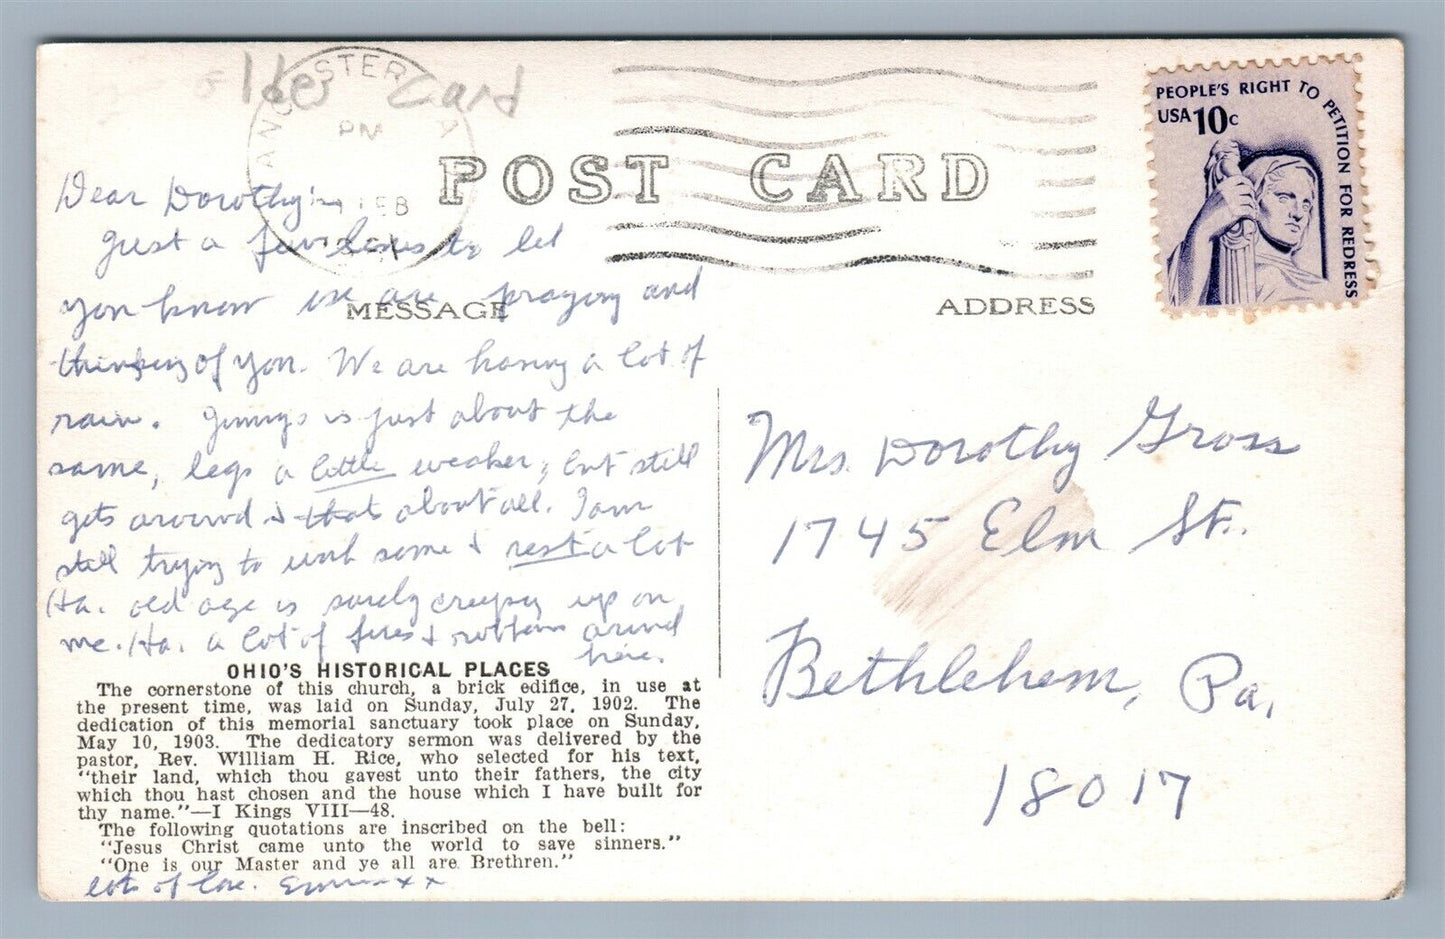 older Card
ANCASTER
PM
FEB
POST CARD
PEOPLE'S RIGHT TO PETITION FOR REDRESS
USA 10c
MESSAGE
ADDRESS
Dear Dorothy:
Just a few lines to let
you know we are praying and
thinking of you. We are having a lot of
rain. Jimmy is just about the
same, legs a little weaker, but still
gets around & thats about all. I am
still trying to work some & rest a lot
Ha. old age is surely creeping up on
me. Ha. a lot of fires & around
here.
OHIO'S HISTORICAL PLACES
The cornerstone of this church, a brick edifice, in use at
the present time, was laid on Sunday, July 27, 1902. The
dedication of this memorial sanctuary took place on Sunday,
May 10, 1903. The dedicatory sermon was delivered by the
pastor, Rev. William H. Rice, who selected for his text,
"their land, which thou gavest unto their fathers, the city
which thou hast chosen and the house which I have built for
thy name."—I Kings VIII—48.
The following quotations are inscribed on the bell:
"Jesus Christ came unto the world to save sinners."
"One is our Master and ye all are Brethren."
lots of love. Emma xx
Mrs. Dorothy Gross
1745 Elm St.
Bethlehem, Pa.
18017